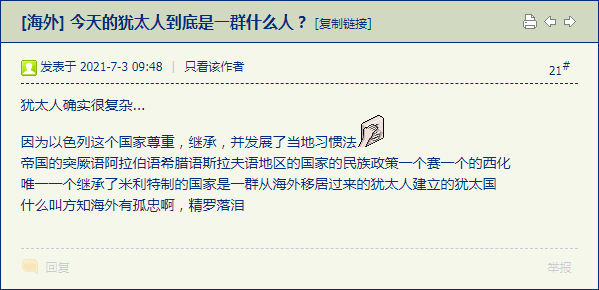 [海外] 今天的犹太人到底是一群什么人？ [复制链接]
发表于 2021-7-3 09:48 | 只看该作者
21#
犹太人确实很复杂...
因为以色列这个国家尊重，继承，并发展了当地习惯法
帝国的突厥语阿拉伯语希腊语斯拉夫语地区的国家的民族政策一个赛一个的西化
唯一一个继承了米利特制的国家是一群从海外移居过来的犹太人建立的犹太国
什么叫方知海外有孤忠啊，精罗落泪
回复
举报